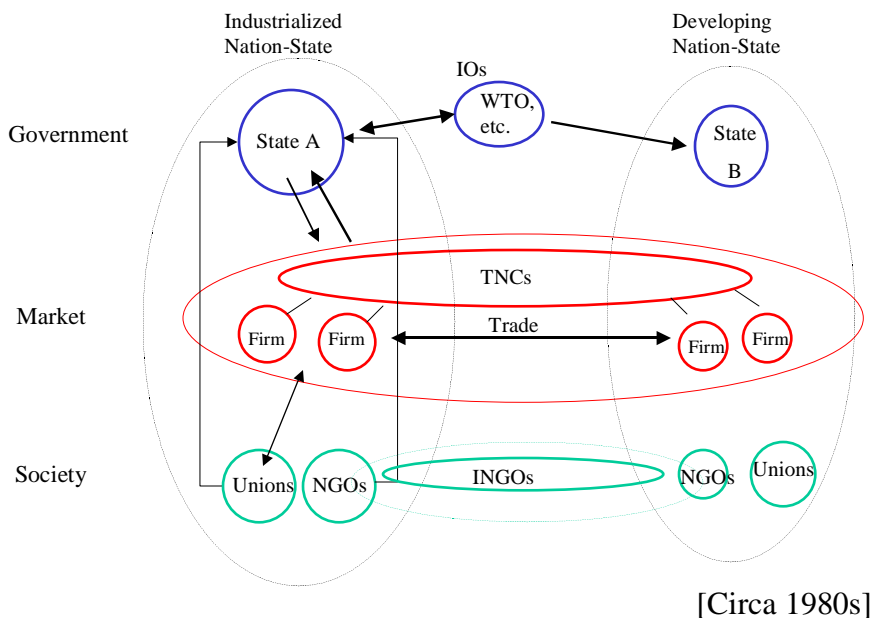 Industrialized
Nation-State
Developing
Nation-State
IOs
WTO,
etc.
Government
State A
State
B
TNCs
Market
Firm
Firm
Trade
Firm
Firm
Society
Unions
NGOs
INGOs
NGOs
Unions
[Circa 1980s]